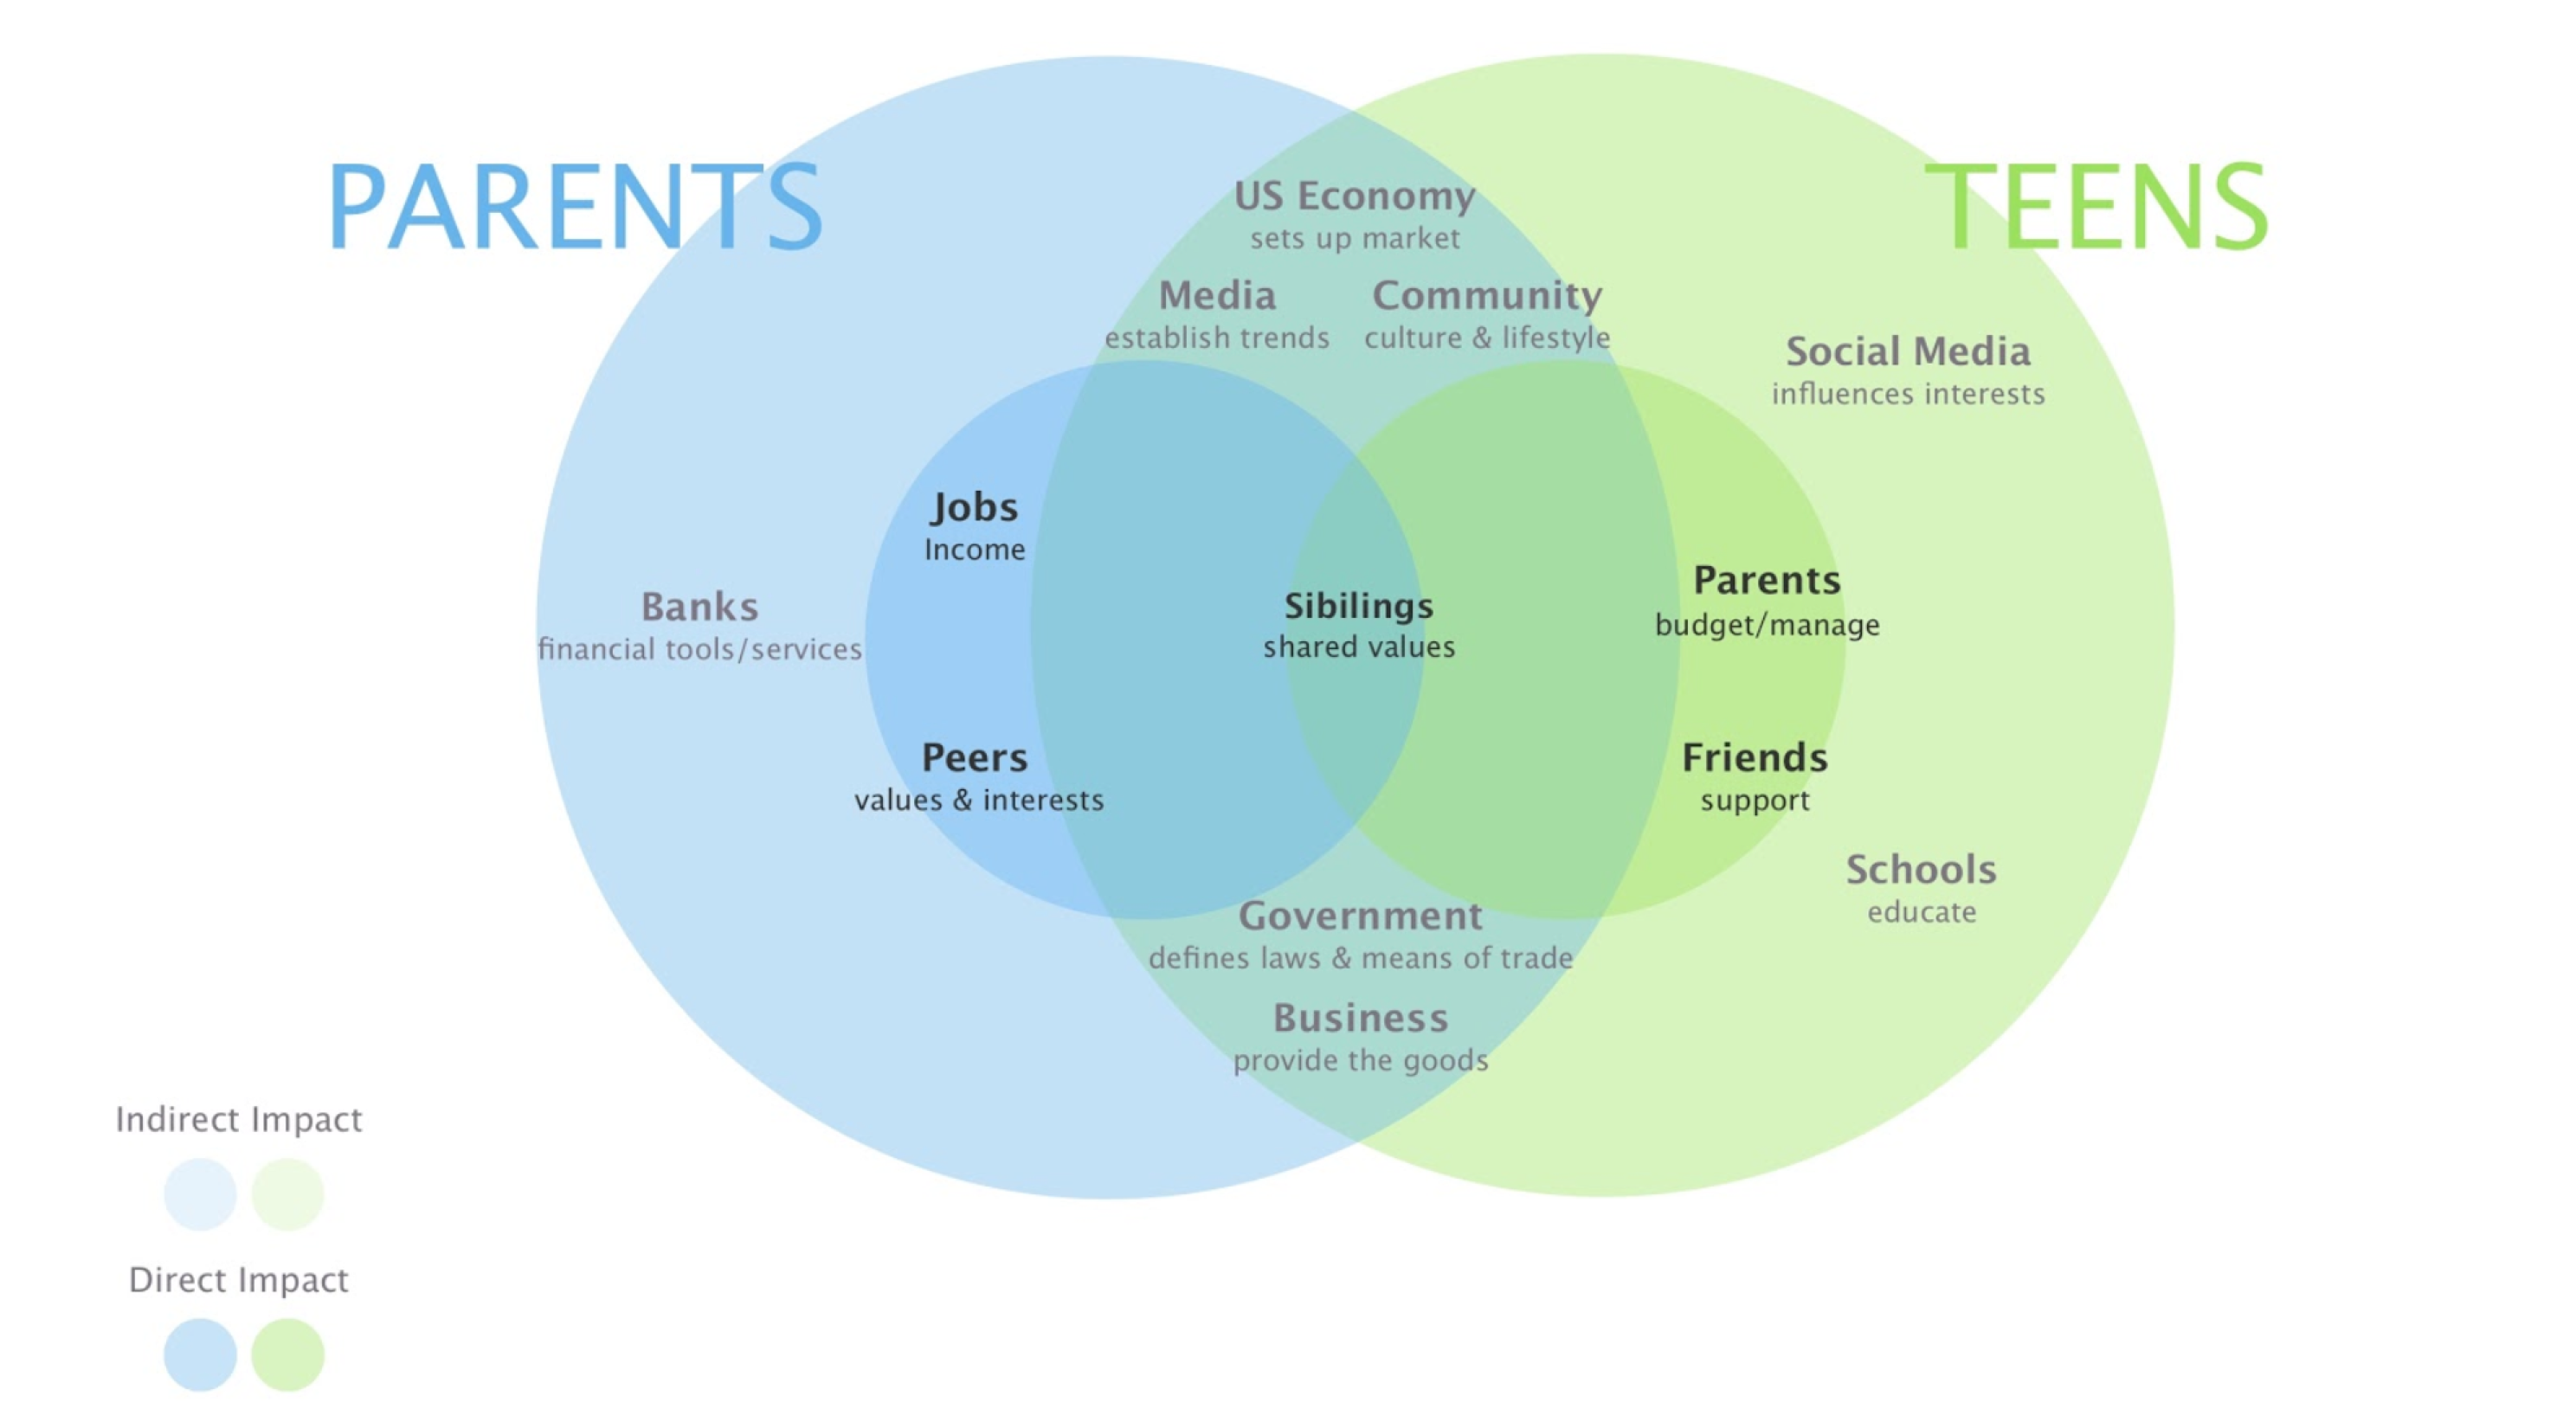 PARENTS
TEENS
US Economy
sets up market
Media
establish trends
Community
culture & lifestyle
Social Media
influences interests
Jobs
Income
Banks
financial tools/services
Sibilings
shared values
Parents
budget/manage
Peers
values & interests
Friends
support
Schools
educate
Government
defines laws & means of trade
Business
provide the goods
Indirect Impact
Direct Impact